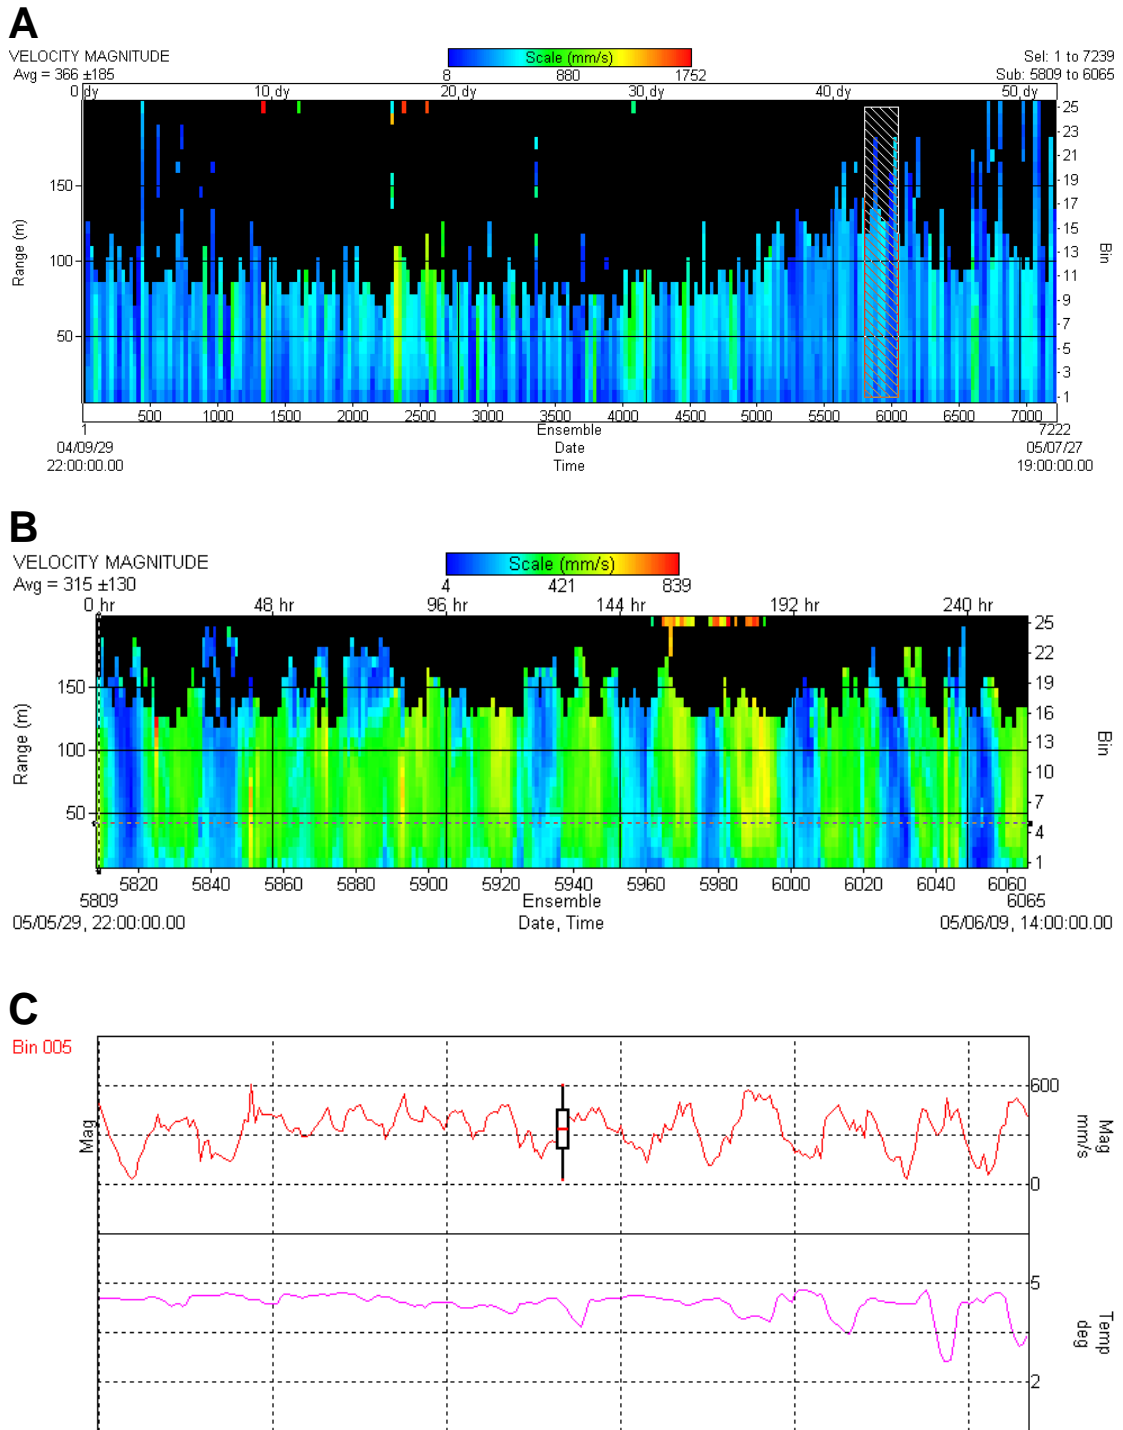 A
VELOCITY MAGNITUDE
Avg = 366 ±185
Scale (mm/s)
8 880 1752
Sel: 1 to 7239
Sub: 5809 to 6065
0 dy 10 dy 20 dy 30 dy 40 dy 50 dy
Range (m)
150
100
50
25
23
21
19
17
15
13
11
9
7
5
3
1
Bin
500 1000 1500 2000 2500 3000 3500 4000 4500 5000 5500 6000 6500 7000
1 Ensemble 7222
04/09/29 Date 05/07/27
22:00:00.00 Time 19:00:00.00
B
VELOCITY MAGNITUDE
Avg = 315 ±130
Scale (mm/s)
4 421 839
0 hr 48 hr 96 hr 144 hr 192 hr 240 hr
Range (m)
150
100
50
25
22
19
16
13
10
7
4
1
Bin
5820 5840 5860 5880 5900 5920 5940 5960 5980 6000 6020 6040 6060
5809 Ensemble 6065
05/05/29, 22:00:00.00 Date, Time 05/06/09, 14:00:00.00
C
Bin 005
Mag
600
0
Mag
mm/s
5
2
Temp
deg